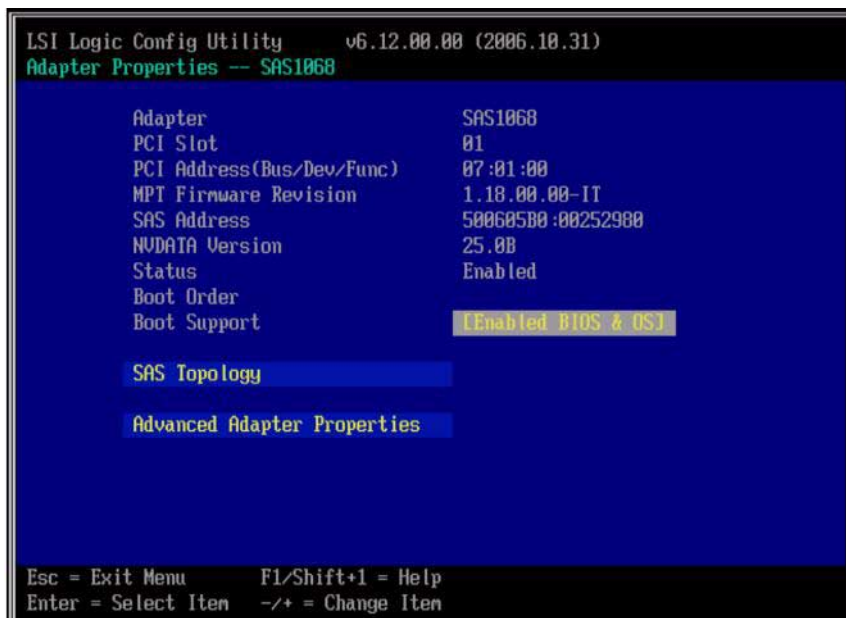 LSI Logic Config Utility v6.12.00.00 (2006.10.31)
Adapter Properties -- SAS1068
Adapter SAS1068
PCI Slot 01
PCI Address(Bus/Dev/Func) 07:01:00
MPT Firmware Revision 1.18.00.00-IT
SAS Address 500605B0:00252980
NVDATA Version 25.0B
Status Enabled
Boot Order
Boot Support [Enabled BIOS & OS]
SAS Topology
Advanced Adapter Properties
Esc = Exit Menu F1/Shift+1 = Help
Enter = Select Item -/+ = Change Item